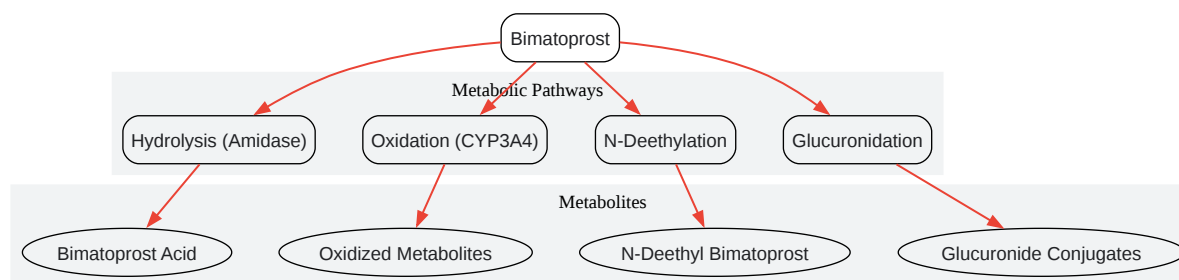 Bimatoprost
Metabolic Pathways
Hydrolysis (Amidase)
Oxidation (CYP3A4)
N-Deethylation
Glucuronidation
Metabolites
Bimatoprost Acid
Oxidized Metabolites
N-Deethyl Bimatoprost
Glucuronide Conjugates